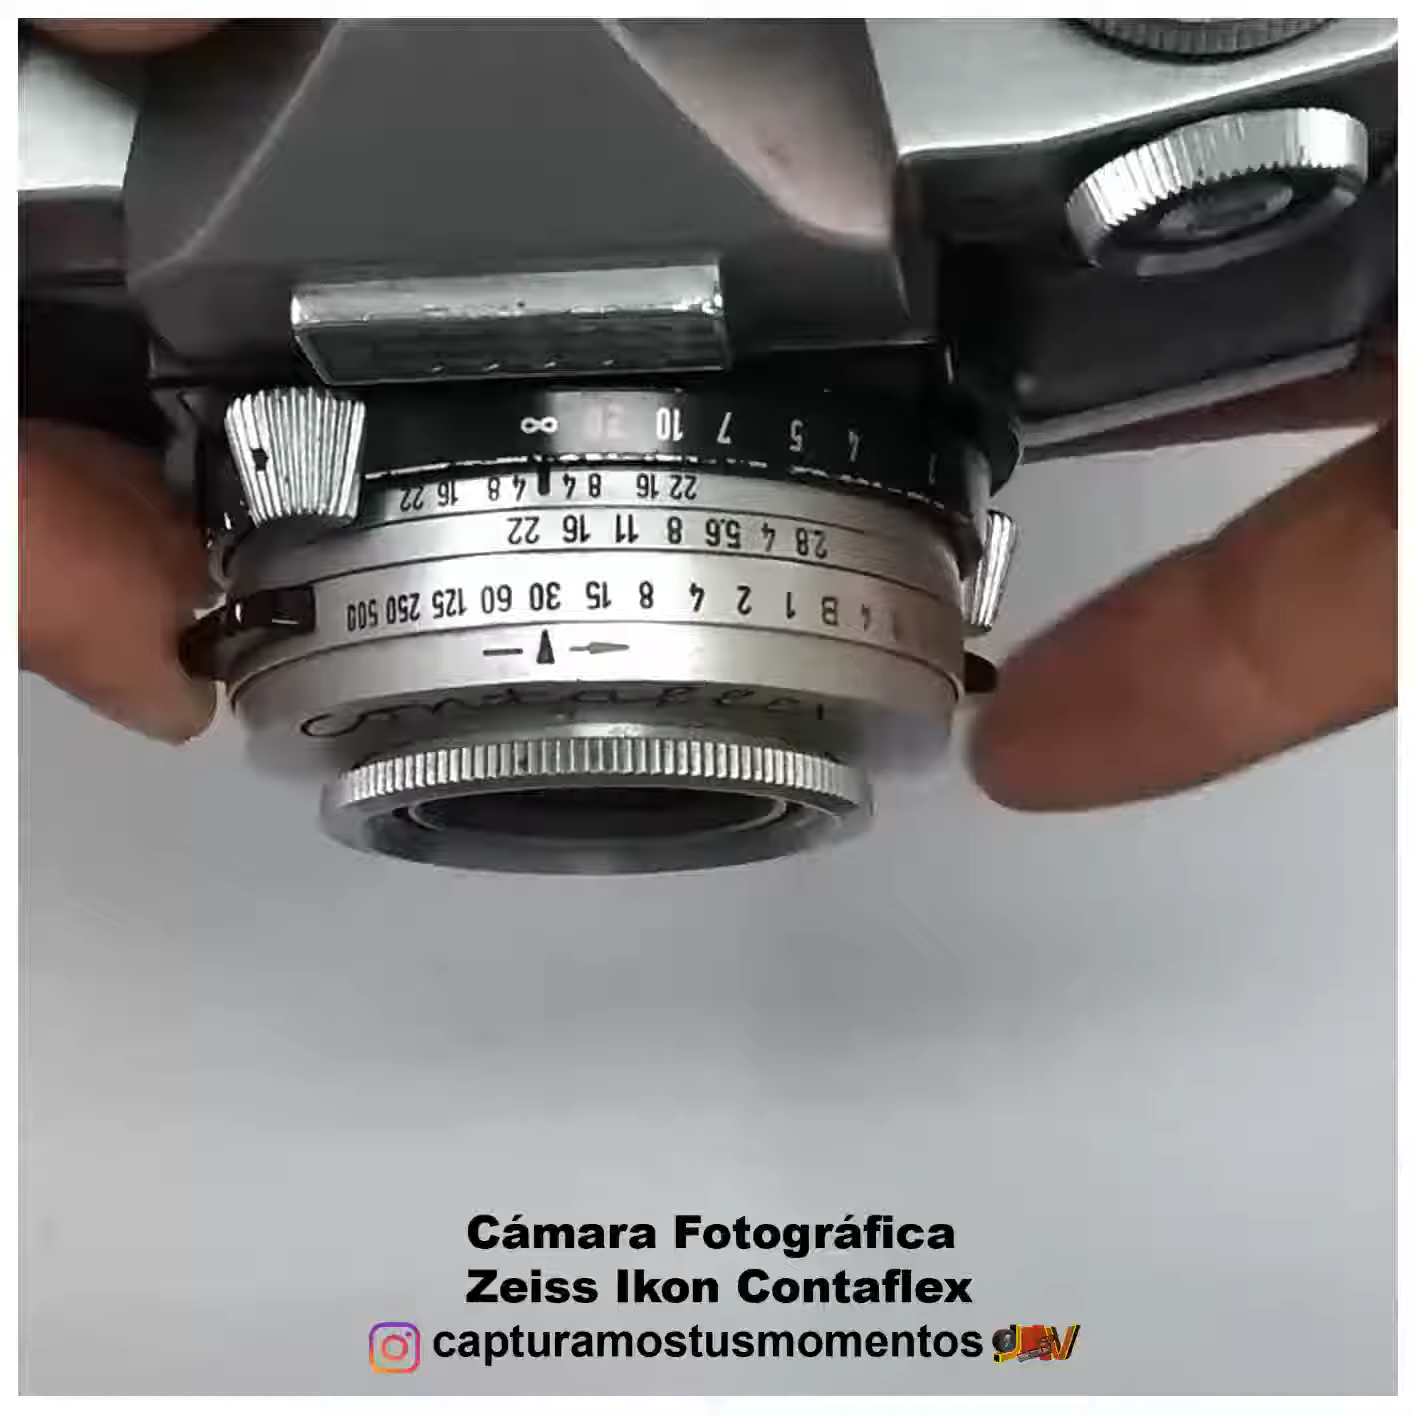 ∞ 20 10 7 5 4
22 16 8 4 4 8 16 22
22 16 11 8 5.6 4 2.8
500 250 125 60 30 15 8 4 2 1 B 4
Contaflex
Cámara Fotográfica
Zeiss Ikon Contaflex
capturamostusmomentos